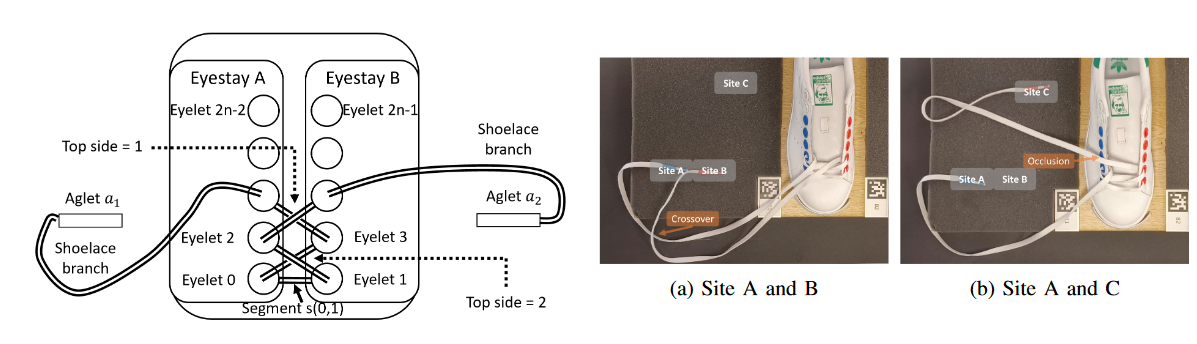 Eyestay A
Eyestay B
Eyelet 2n-2
Eyelet 2n-1
Top side = 1
Shoelace
branch
Aglet a₁
Aglet a₂
Shoelace
branch
Eyelet 2
Eyelet 3
Eyelet 0
Eyelet 1
Top side = 2
Segment s(0,1)
Site C
Site A
Site B
Crossover
(a) Site A and B
Site C
Occlusion
Site A
Site B
(b) Site A and C